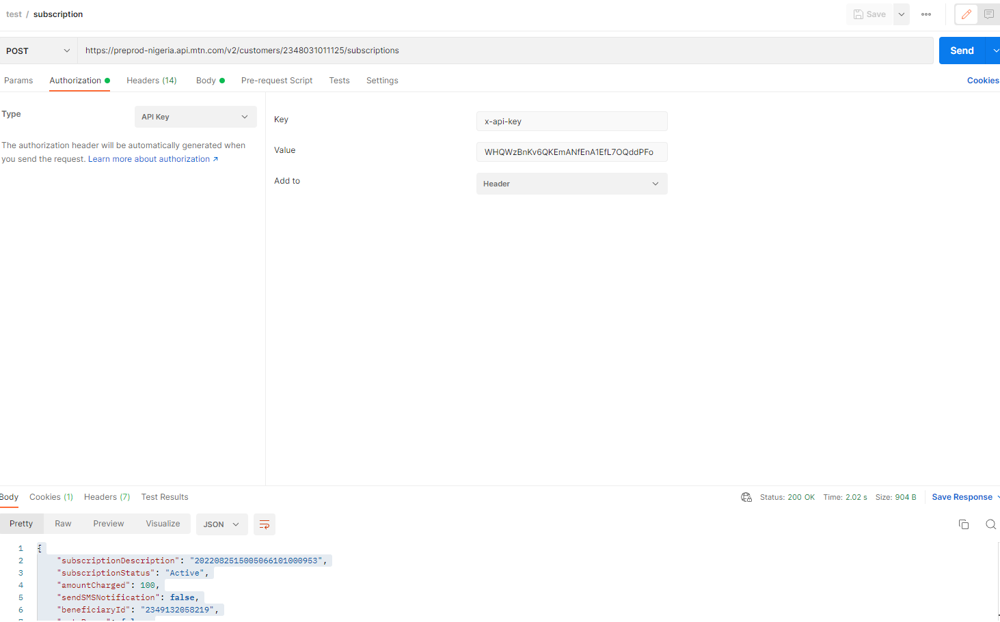 test / subscription
Save
POST
https://preprod-nigeria.api.mtn.com/v2/customers/2348031011125/subscriptions
Send
Params
Authorization
Headers (14)
Body
Pre-request Script
Tests
Settings
Cookies
Type
API Key
The authorization header will be automatically generated when
you send the request. Learn more about authorization ↗
Key
x-api-key
Value
WHQWzBnKv6QKEmANfEnA1EfL7OQddPFo
Add to
Header
Body
Cookies (1)
Headers (7)
Test Results
Status: 200 OK
Time: 2.02 s
Size: 904 B
Save Response
Pretty
Raw
Preview
Visualize
JSON
1 {
2 "subscriptionDescription": "2022082515005066101000953",
3 "subscriptionStatus": "Active",
4 "amountCharged": 100,
5 "sendSMSNotification": false,
6 "beneficiaryId": "2349132058219",